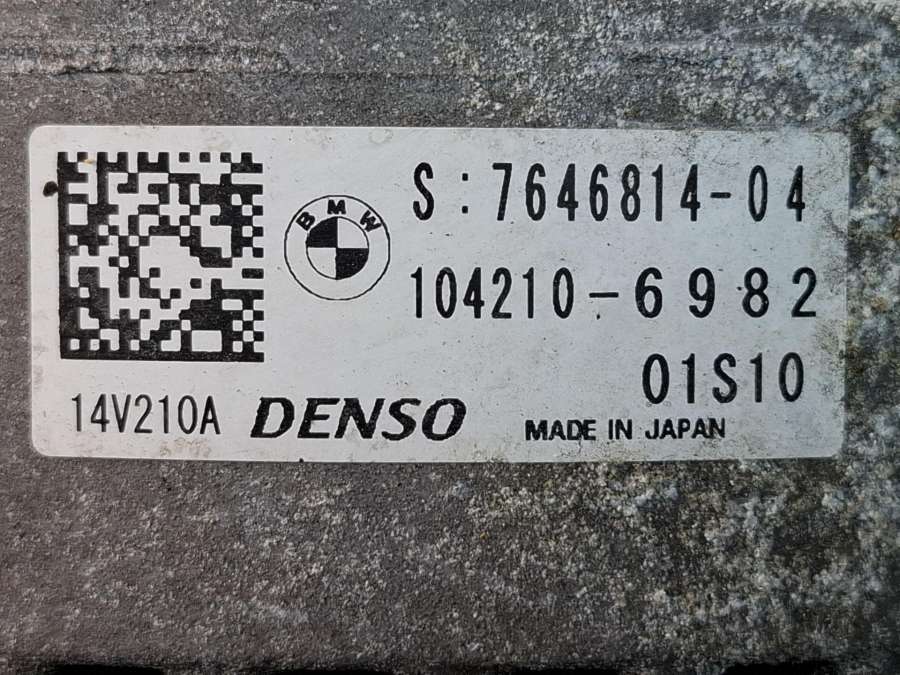 BMW
S:7646814-04
104210-6982
01S10
14V210A DENSO MADE IN JAPAN